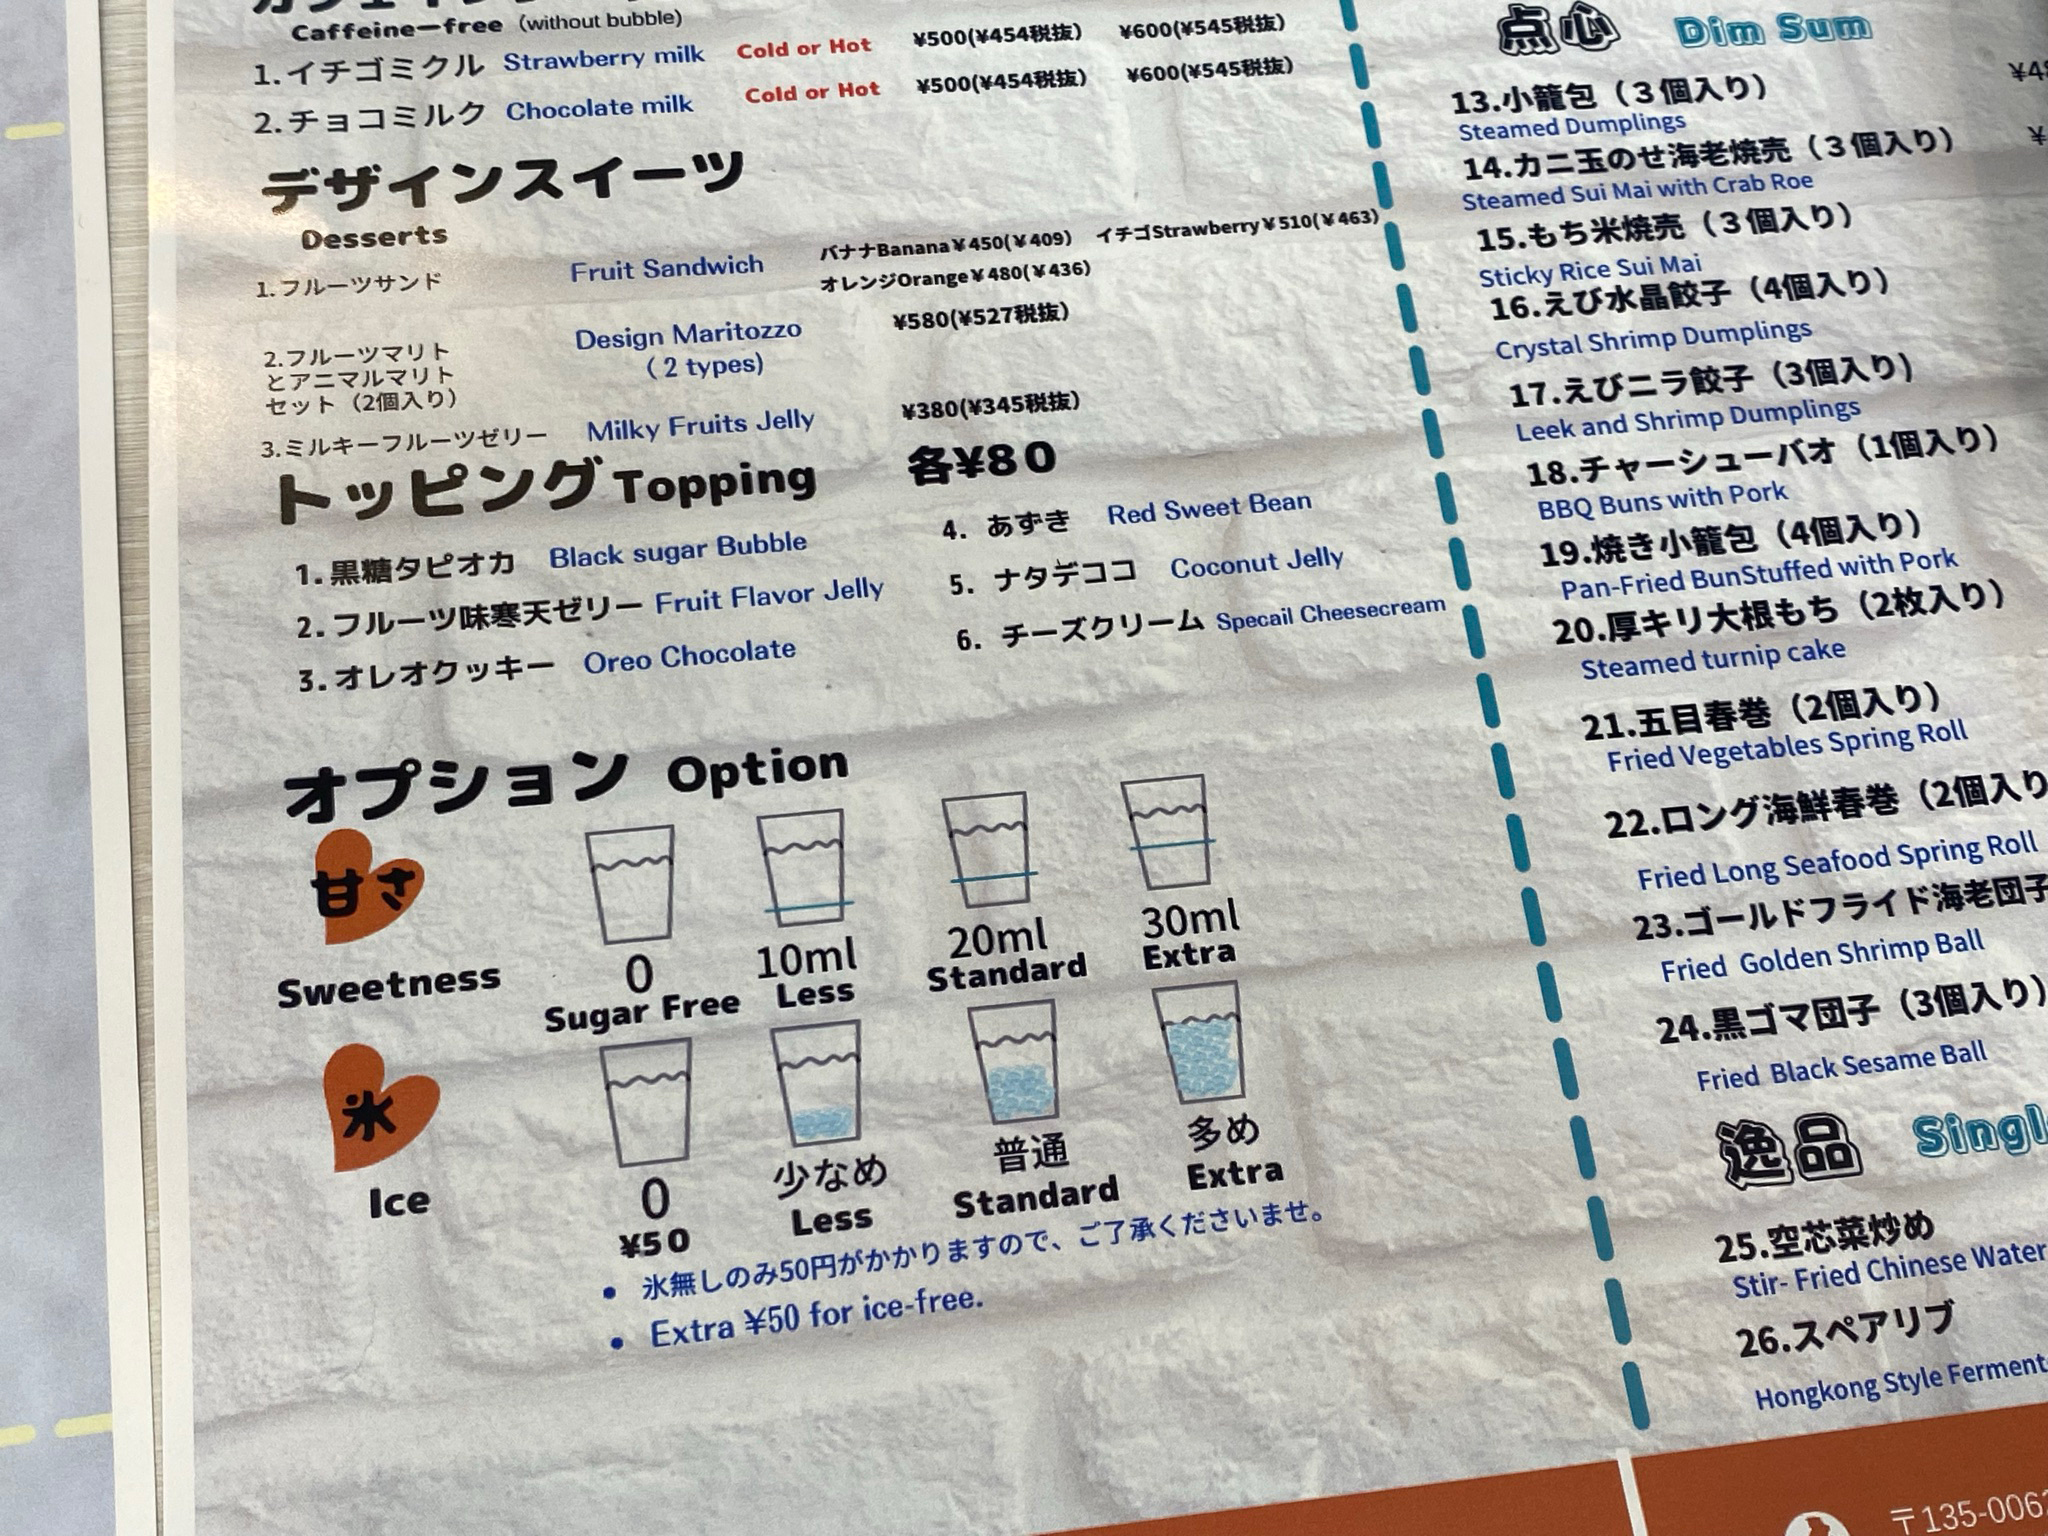 Caffeineーfree (without bubble)
1.イチゴミクル Strawberry milk Cold or Hot ¥500(¥454税抜) ¥600(¥545税抜)
2.チョコミルク Chocolate milk Cold or Hot ¥500(¥454税抜) ¥600(¥545税抜)
デザインスイーツ
Desserts
1.フルーツサンド Fruit Sandwich バナナBanana¥450(¥409) イチゴStrawberry¥510(¥463)
オレンジOrange¥480(¥436)
2.フルーツマリト Design Maritozzo ¥580(¥527税抜)
とアニマルマリト (2 types)
セット(2個入り)
3.ミルキーフルーツゼリー Milky Fruits Jelly ¥380(¥345税抜)
トッピングTopping 各¥80
1.黒糖タピオカ Black sugar Bubble
2.フルーツ味寒天ゼリー Fruit Flavor Jelly
3.オレオクッキー Oreo Chocolate
4. あずき Red Sweet Bean
5. ナタデココ Coconut Jelly
6. チーズクリーム Specail Cheesecream
オプション Option
甘さ
Sweetness
0 10ml 20ml 30ml
Sugar Free Less Standard Extra
氷
Ice
0 少なめ 普通 多め
¥50 Less Standard Extra
• 氷無しのみ50円がかかりますので、ご了承くださいませ。
• Extra ¥50 for ice-free.
点心 Dim Sum
13.小籠包(3個入り)
Steamed Dumplings
14.カニ玉のせ海老焼売(3個入り)
Steamed Sui Mai with Crab Roe
15.もち米焼売(3個入り)
Sticky Rice Sui Mai
16.えび水晶餃子(4個入り)
Crystal Shrimp Dumplings
17.えびニラ餃子(3個入り)
Leek and Shrimp Dumplings
18.チャーシューバオ(1個入り)
BBQ Buns with Pork
19.焼き小籠包(4個入り)
Pan-Fried BunStuffed with Pork
20.厚キリ大根もち(2枚入り)
Steamed turnip cake
21.五目春巻(2個入り)
Fried Vegetables Spring Roll
22.ロング海鮮春巻(2個入り
Fried Long Seafood Spring Roll
23.ゴールドフライド海老団子
Fried Golden Shrimp Ball
24.黒ゴマ団子(3個入り)
Fried Black Sesame Ball
逸品
25.空芯菜炒め
Stir- Fried Chinese Water
26.スペアリブ
Hongkong Style Ferment
〒135-0062